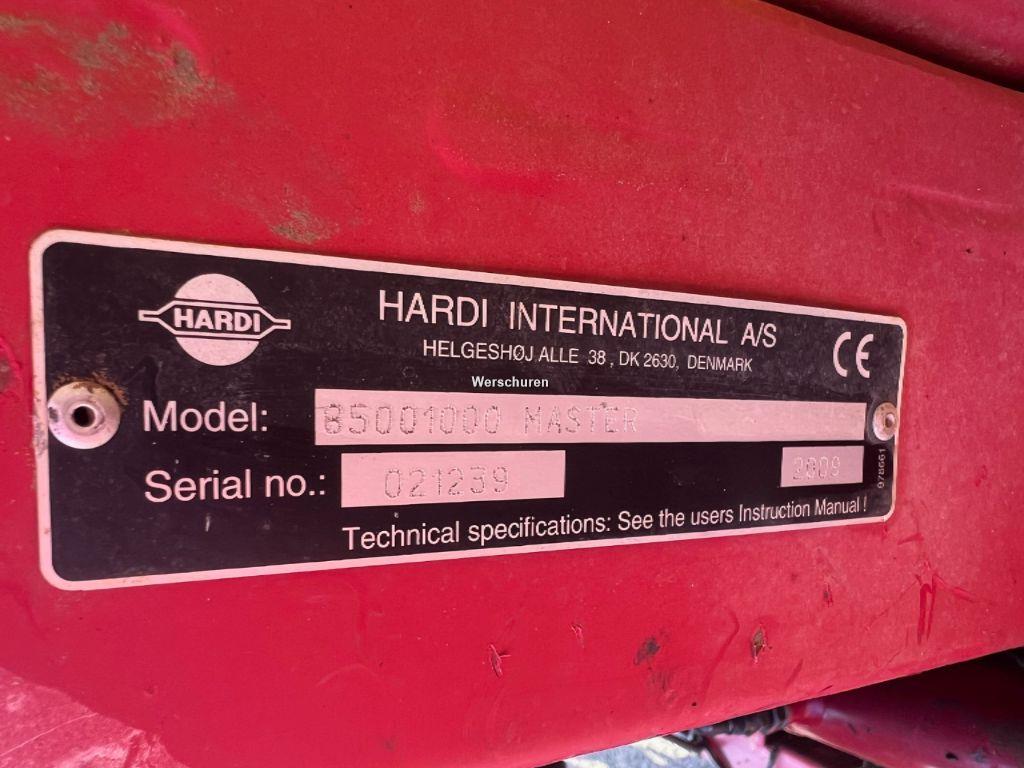 HARDI
HARDI INTERNATIONAL A/S
HELGESHØJ ALLE 38, DK 2630, DENMARK
CE
Werschuren
Model: 85001000 MASTER
Serial no.: 021239 2009
978661
Technical specifications: See the users Instruction Manual !